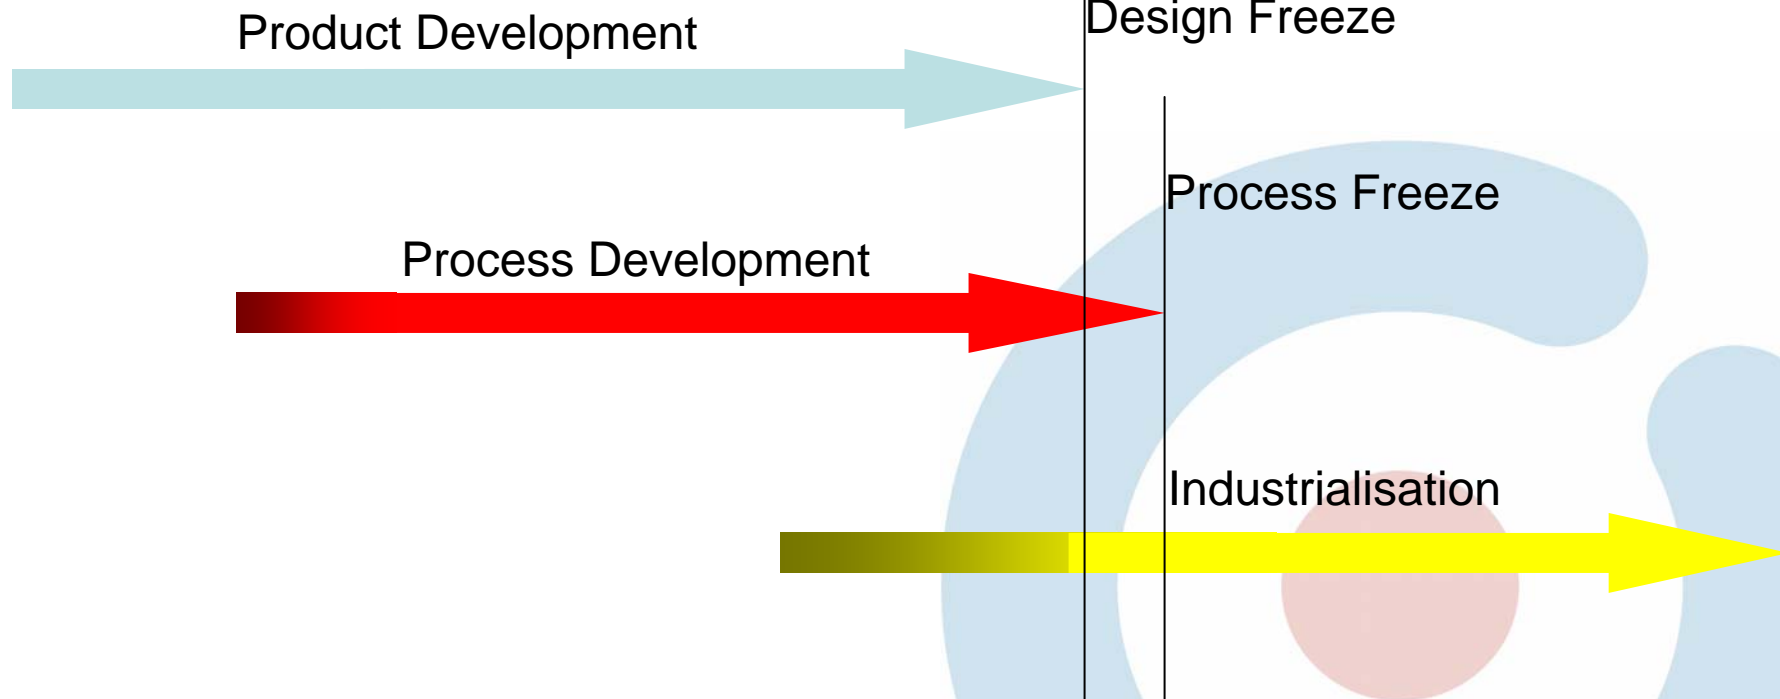 Design Freeze
Product Development
Process Freeze
Process Development
Industrialisation